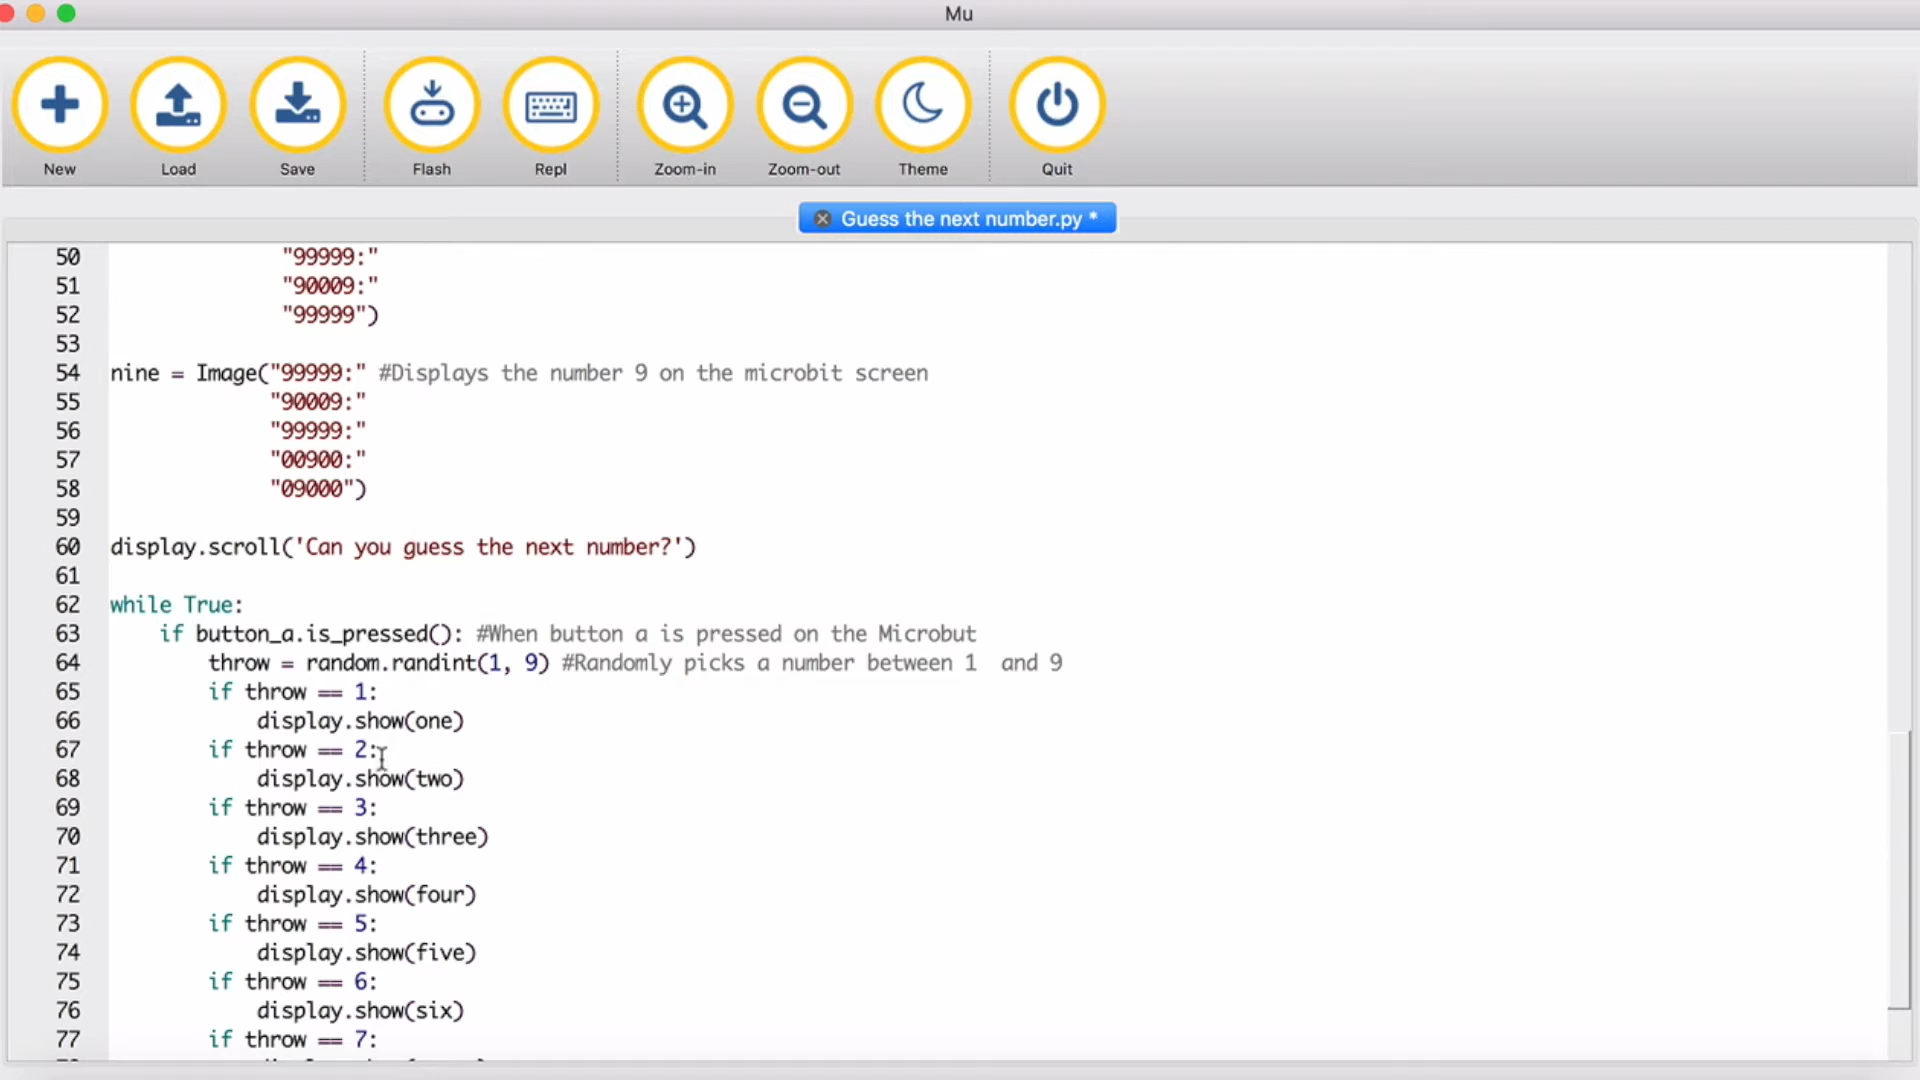 Mu
New Load Save Flash Repl Zoom-in Zoom-out Theme Quit
Guess the next number.py *
50 "99999:"
51 "90009:"
52 "99999")
53
54 nine = Image("99999:" #Displays the number 9 on the microbit screen
55 "90009:"
56 "99999:"
57 "00900:"
58 "09000")
59
60 display.scroll('Can you guess the next number?')
61
62 while True:
63 if button_a.is_pressed(): #When button a is pressed on the Microbut
64 throw = random.randint(1, 9) #Randomly picks a number between 1  and 9
65 if throw == 1:
66 display.show(one)
67 if throw == 2:
68 display.show(two)
69 if throw == 3:
70 display.show(three)
71 if throw == 4:
72 display.show(four)
73 if throw == 5:
74 display.show(five)
75 if throw == 6:
76 display.show(six)
77 if throw == 7: